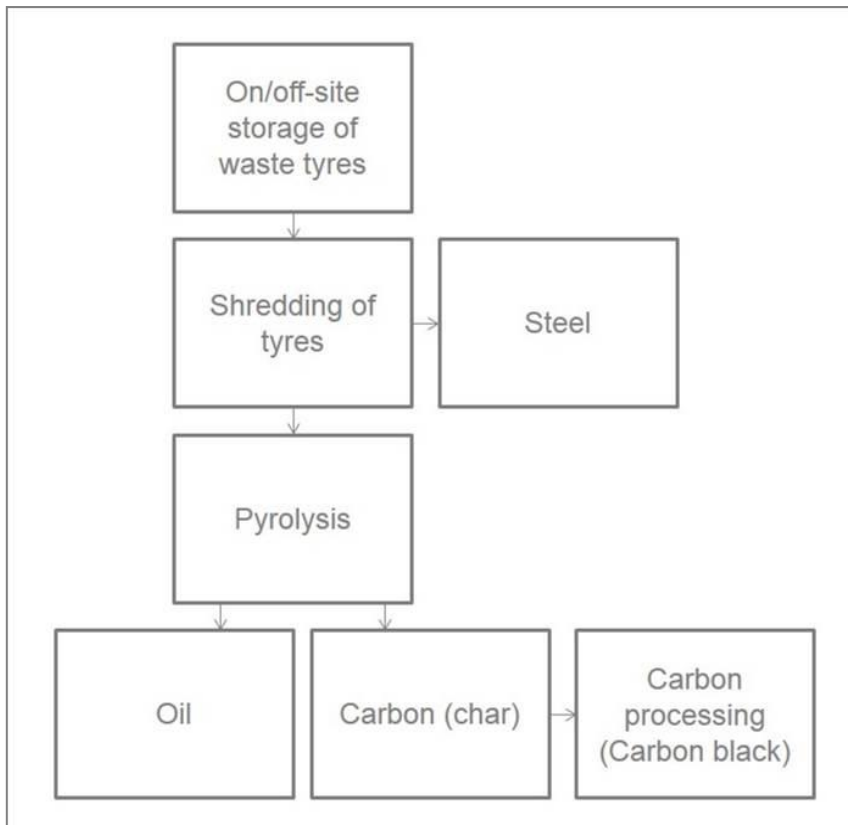 On/off-site
storage of
waste tyres
Shredding of
tyres
Steel
Pyrolysis
Oil
Carbon (char)
Carbon
processing
(Carbon black)